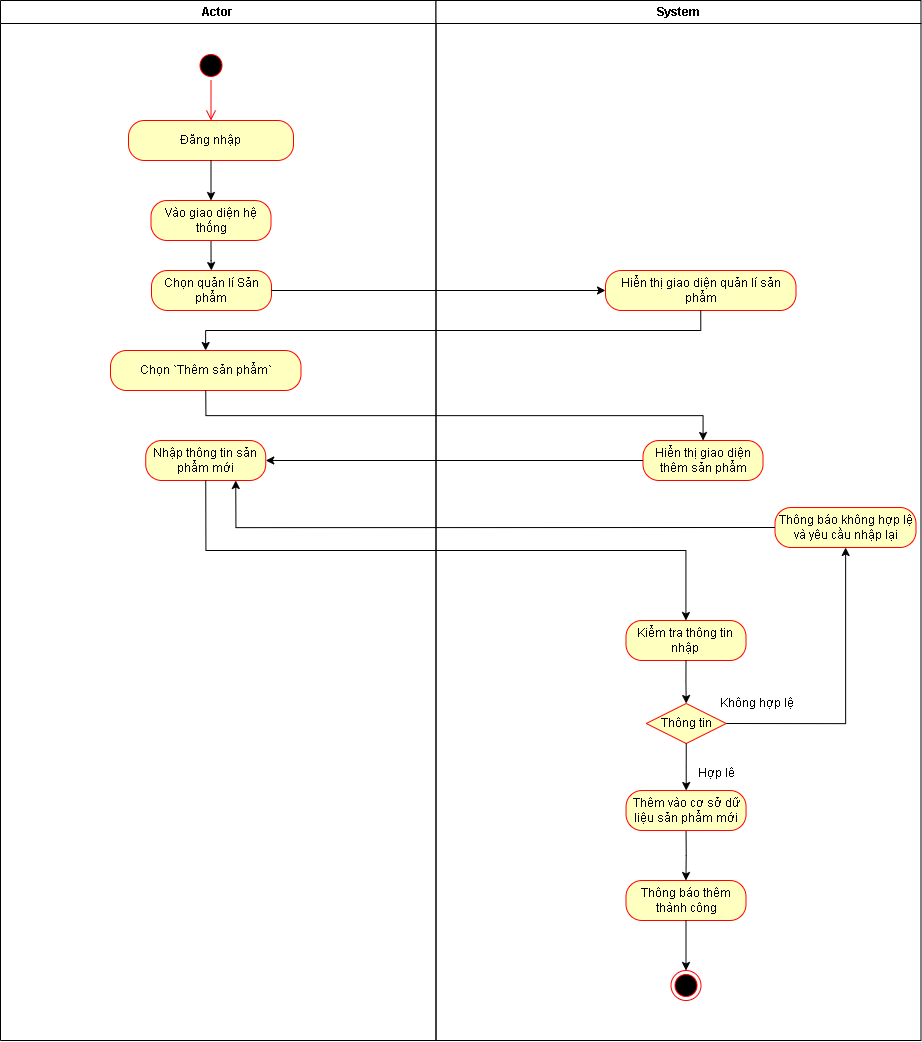 Actor
System
Đăng nhập
Vào giao diện hệ
thống
Chọn quản lí Sản
phẩm
Hiển thị giao diện quản lí sản
phẩm
Chọn `Thêm sản phẩm`
Nhập thông tin sản
phẩm mới
Hiển thị giao diện
thêm sản phẩm
Thông báo không hợp lệ
và yêu cầu nhập lại
Kiểm tra thông tin
nhập
Không hợp lệ
Thông tin
Hợp lê
Thêm vào cơ sở dữ
liệu sản phẩm mới
Thông báo thêm
thành công